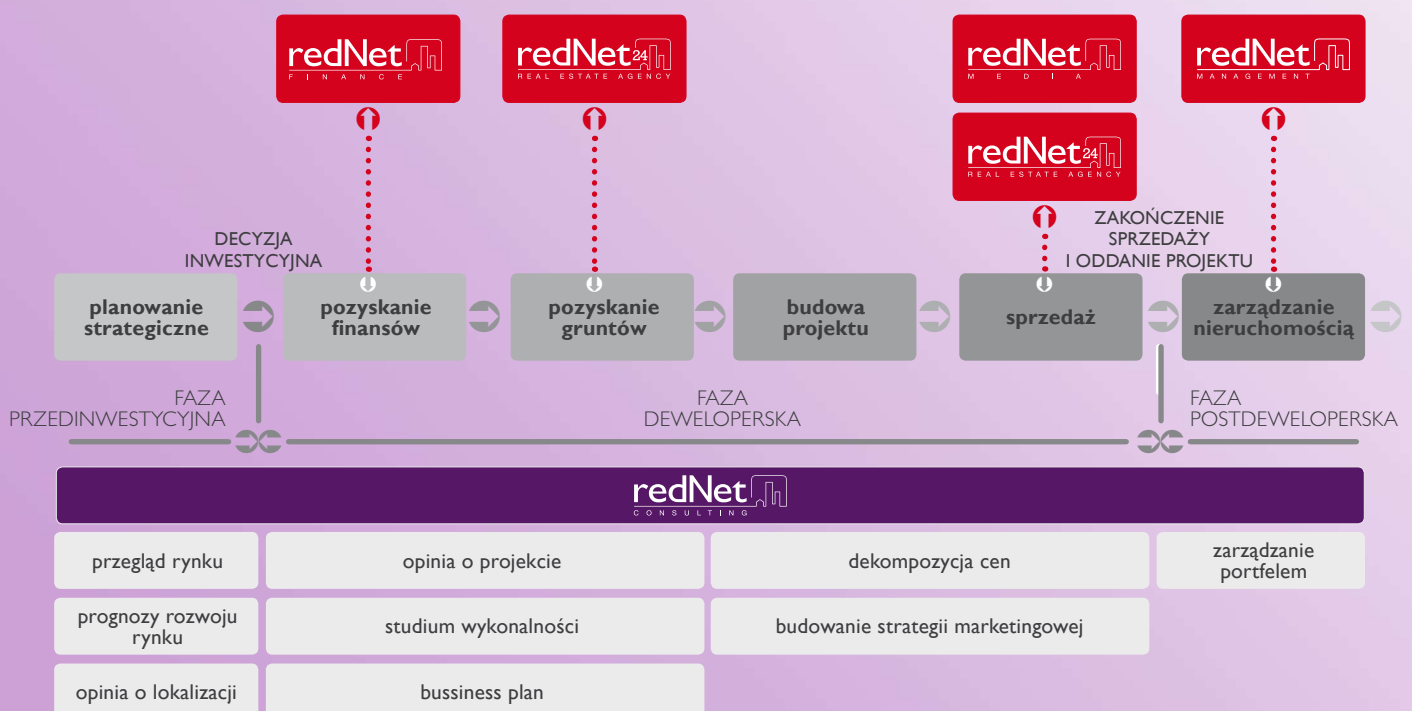 redNet
FINANCE
redNet24
REAL ESTATE AGENCY
redNet
MEDIA
redNet
MANAGEMENT
redNet24
REAL ESTATE AGENCY
DECYZJA
INWESTYCYJNA
ZAKOŃCZENIE
SPRZEDAŻY
I ODDANIE PROJEKTU
planowanie
strategiczne
pozyskanie
finansów
pozyskanie
gruntów
budowa
projektu
sprzedaż
zarządzanie
nieruchomością
FAZA
PRZEDINWESTYCYJNA
FAZA
DEWELOPERSKA
FAZA
POSTDEWELOPERSKA
redNet
CONSULTING
przegląd rynku
opinia o projekcie
dekompozycja cen
zarządzanie
portfelem
prognozy rozwoju
rynku
studium wykonalności
budowanie strategii marketingowej
opinia o lokalizacji
bussiness plan